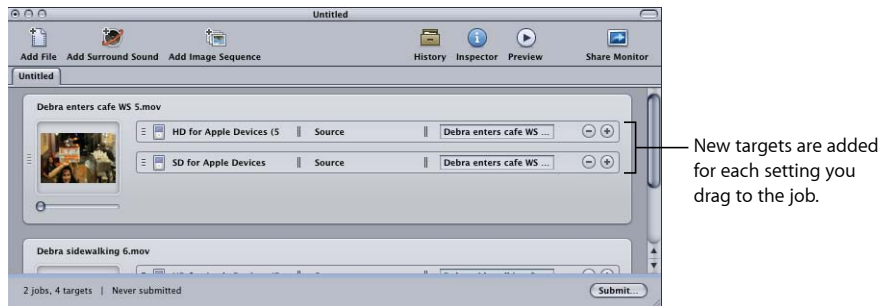 Untitled
Add File Add Surround Sound Add Image Sequence History Inspector Preview Share Monitor
Untitled
Debra enters cafe WS 5.mov
HD for Apple Devices (5 Source Debra enters cafe WS ...
SD for Apple Devices Source Debra enters cafe WS ...
New targets are added
for each setting you
drag to the job.
Debra sidewalking 6.mov
2 jobs, 4 targets | Never submitted Submit...